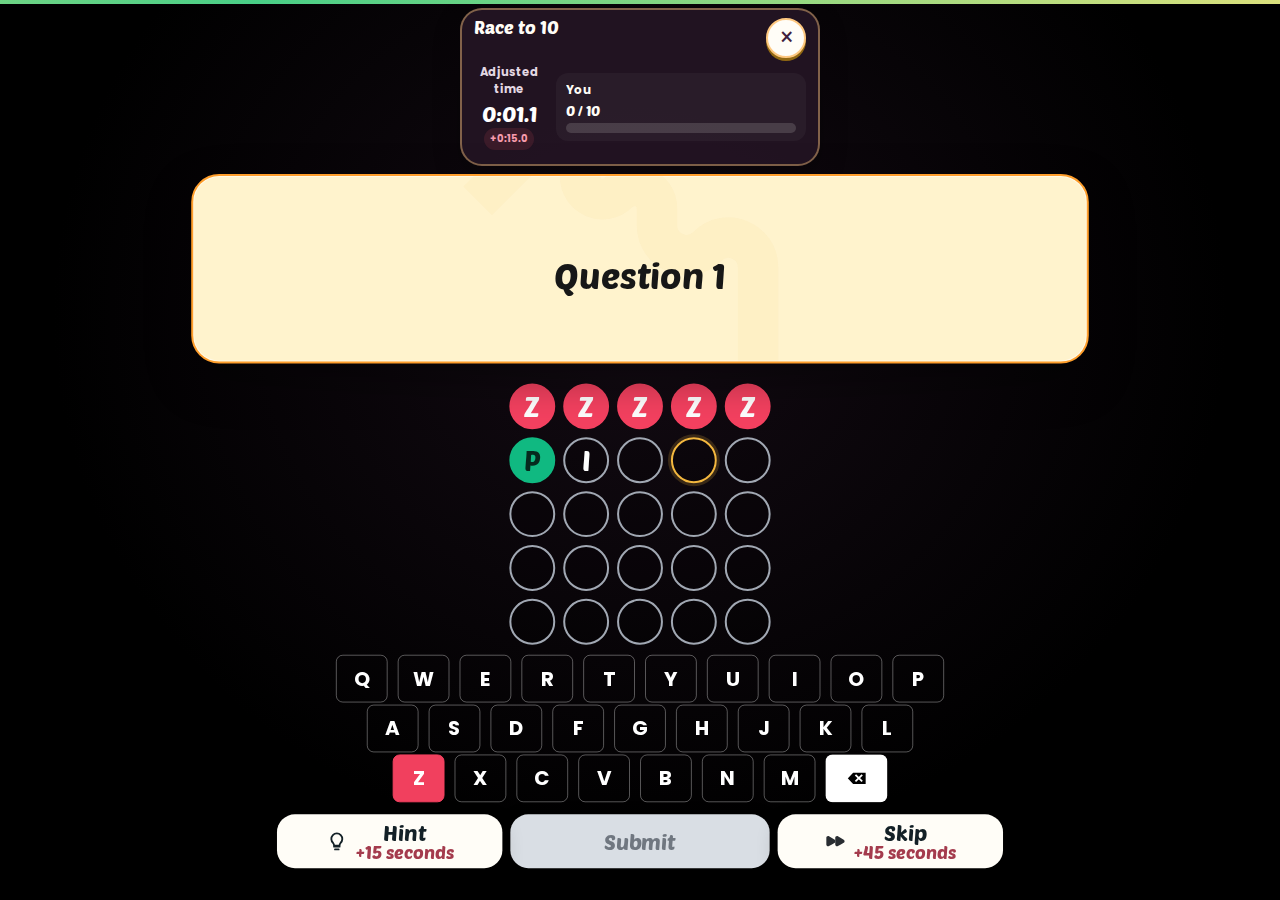 Race to 10
×
Adjusted
time
0:01.1
+0:15.0
You
0 / 10
Question 1
Z Z Z Z Z
P I
Q W E R T Y U I O P
A S D F G H J K L
Z X C V B N M
Hint
+15 seconds
Submit
Skip
+45 seconds